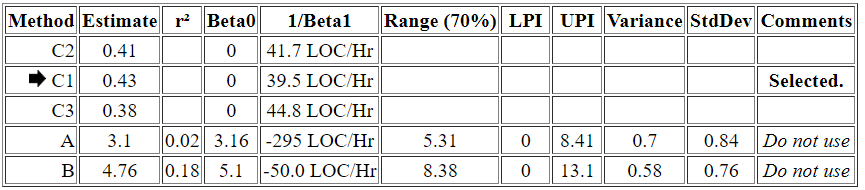 Method Estimate r² Beta0 1/Beta1 Range (70%) LPI UPI Variance StdDev Comments
C2 0.41 0 41.7 LOC/Hr
🡆 C1 0.43 0 39.5 LOC/Hr Selected.
C3 0.38 0 44.8 LOC/Hr
A 3.1 0.02 3.16 -295 LOC/Hr 5.31 0 8.41 0.7 0.84 Do not use
B 4.76 0.18 5.1 -50.0 LOC/Hr 8.38 0 13.1 0.58 0.76 Do not use